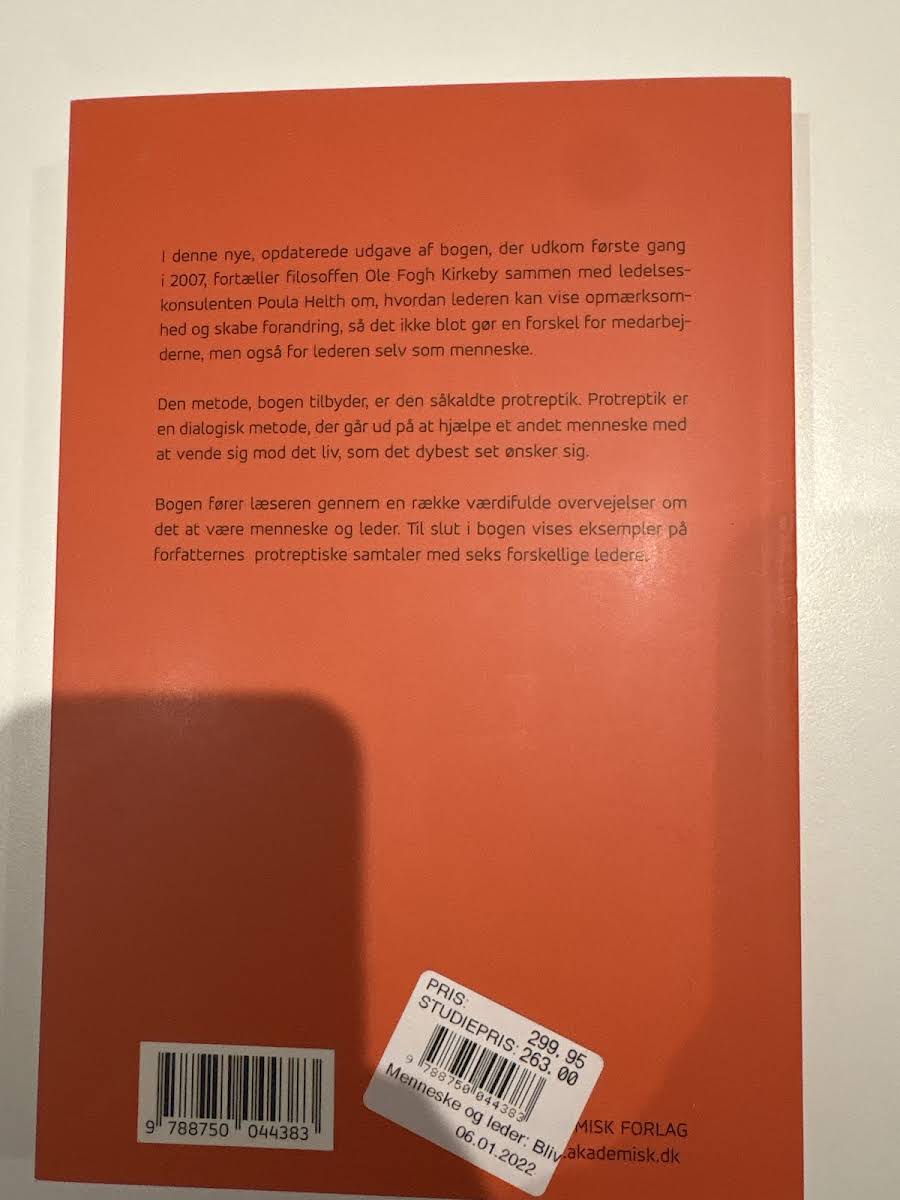 I denne nye, opdaterede udgave af bogen, der udkom første gang
i 2007, fortæller filosoffen Ole Fogh Kirkeby sammen med ledelses-
konsulenten Poula Helth om, hvordan lederen kan vise opmærksom-
hed og skabe forandring, så det ikke blot gør en forskel for medarbej-
derne, men også for lederen selv som menneske.
Den metode, bogen tilbyder, er den såkaldte protreptik. Protreptik er
en dialogisk metode, der går ud på at hjælpe et andet menneske med
at vende sig mod det liv, som det dybest set ønsker sig.
Bogen fører læseren gennem en række værdifulde overvejelser om
det at være menneske og leder. Til slut i bogen vises eksempler på
forfatternes protreptiske samtaler med seks forskellige ledere.
PRIS: 299.95
STUDIEPRIS: 263.00
9 788750 044383
Menneske og leder: Bliv
06.01.2022
9 788750 044383
MISK FORLAG
.akademisk.dk